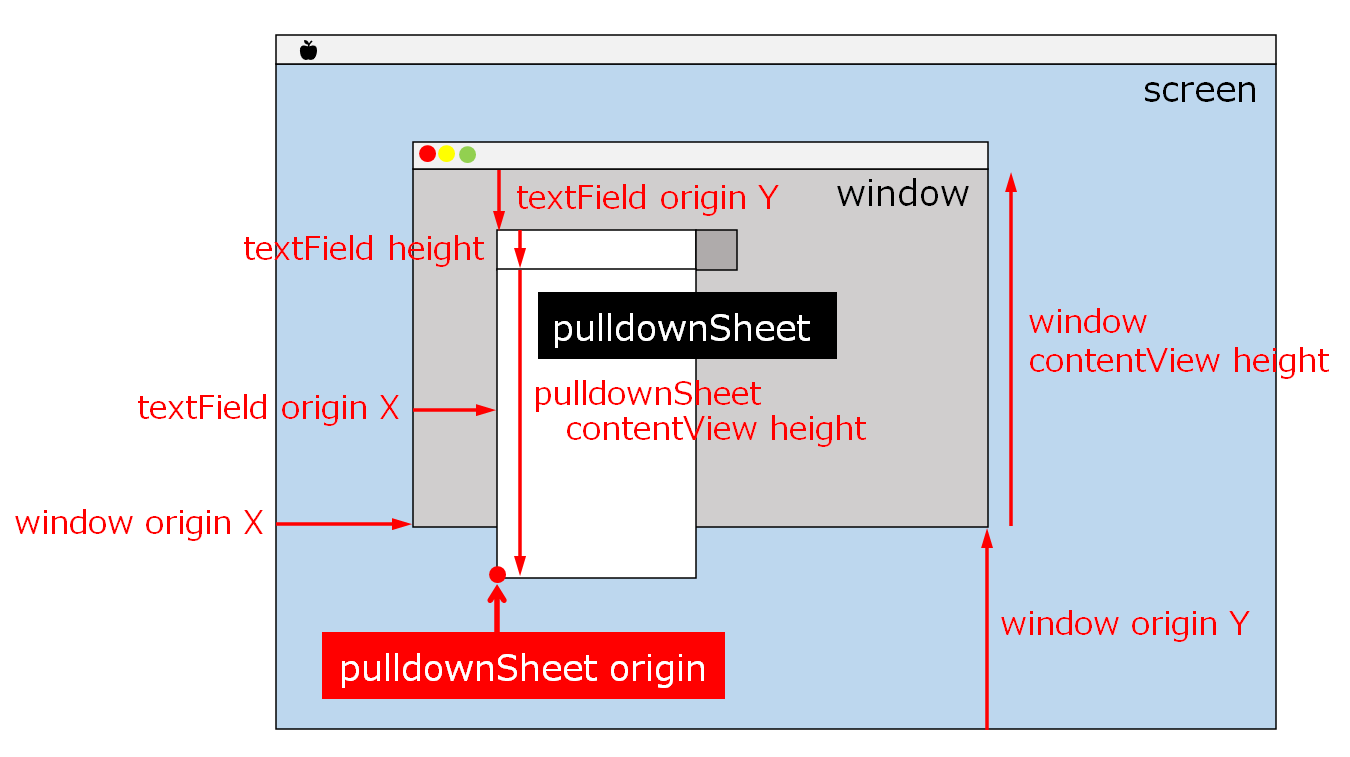 screen
window
textField origin Y
textField height
pulldownSheet
window
contentView height
pulldownSheet
contentView height
textField origin X
window origin X
window origin Y
pulldownSheet origin